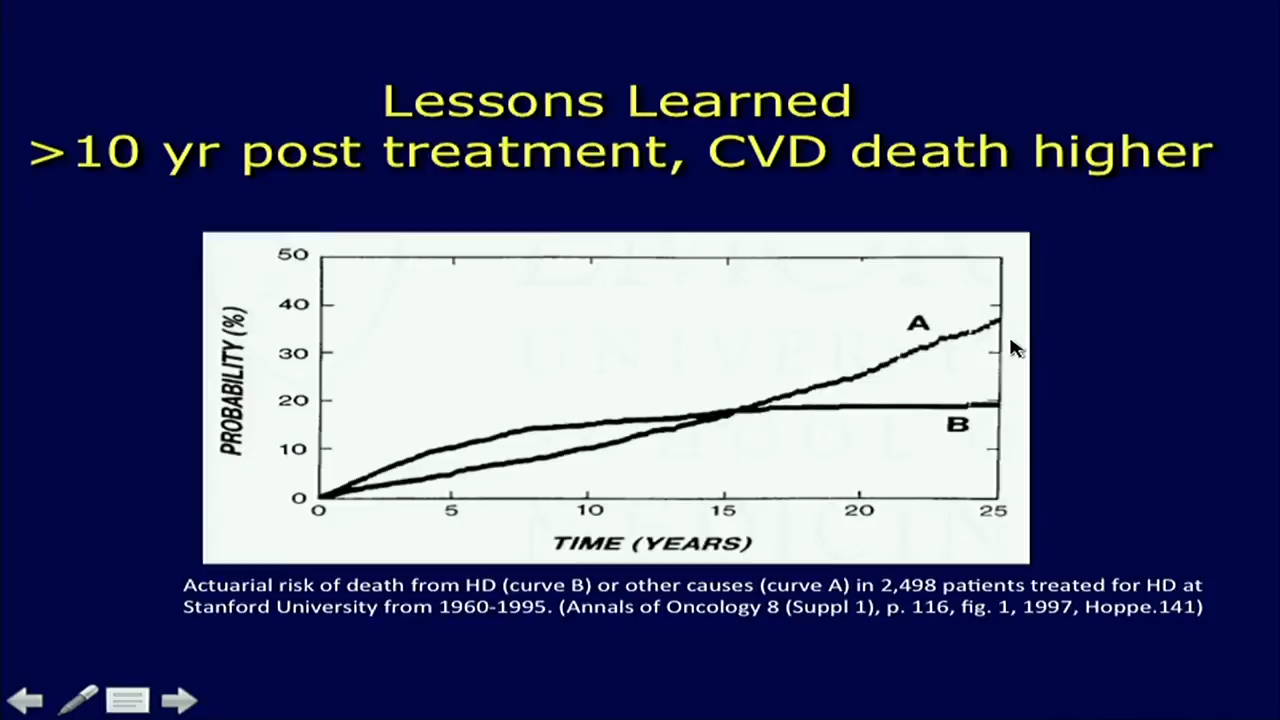 Lessons Learned
>10 yr post treatment, CVD death higher
50
40
30
20
10
0
PROBABILITY (%)
A
B
0 5 10 15 20 25
TIME (YEARS)
Actuarial risk of death from HD (curve B) or other causes (curve A) in 2,498 patients treated for HD at
Stanford University from 1960-1995. (Annals of Oncology 8 (Suppl 1), p. 116, fig. 1, 1997, Hoppe.141)